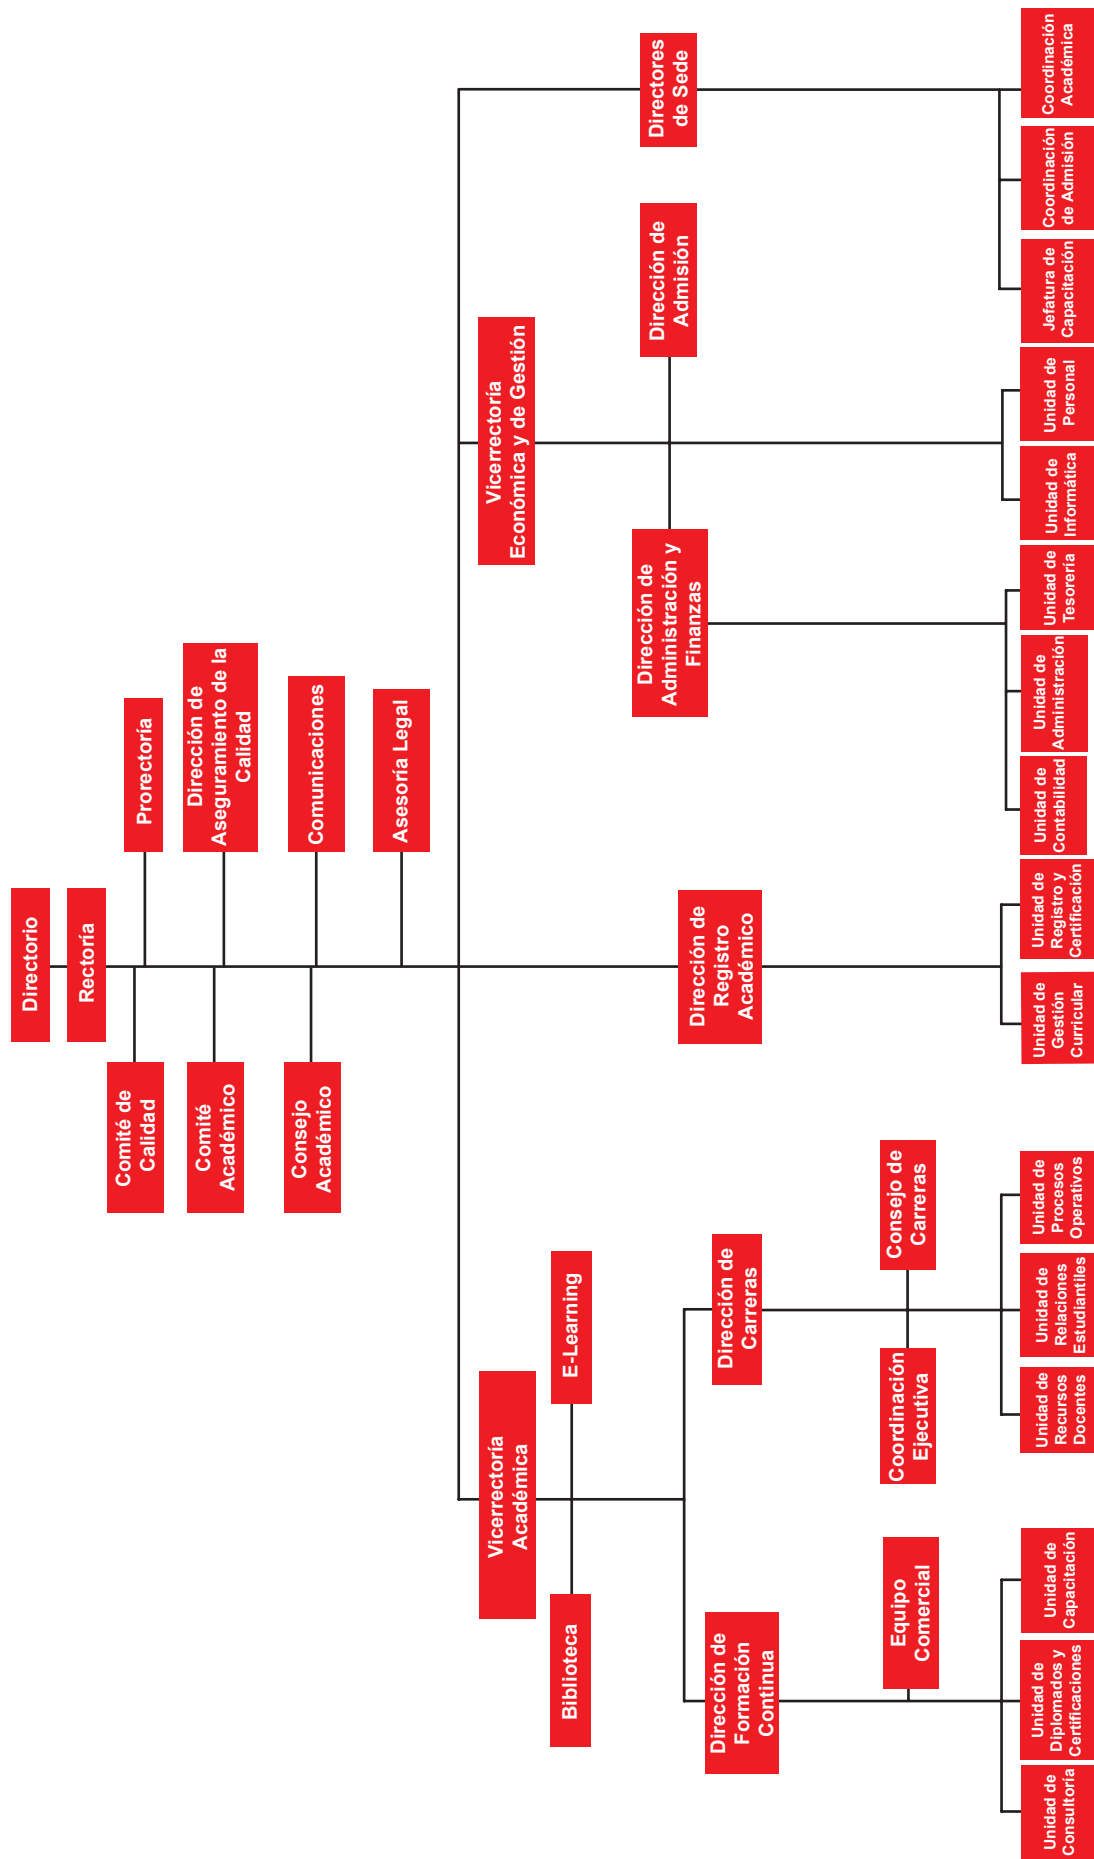 Directorio
Rectoría
Prorectoría
Comité de
Calidad
Dirección de
Aseguramiento de la
Calidad
Comité
Académico
Comunicaciones
Consejo
Académico
Asesoría Legal
Vicerrectoría
Académica
Vicerrectoría
Económica y de Gestión
Biblioteca
E-Learning
Dirección de
Formación
Continua
Dirección de
Carreras
Dirección de
Registro
Académico
Dirección de
Administración y
Finanzas
Dirección de
Admisión
Directores
de Sede
Equipo
Comercial
Coordinación
Ejecutiva
Consejo de
Carreras
Unidad de
Consultoría
Unidad de
Diplomados y
Certificaciones
Unidad de
Capacitación
Unidad de
Recursos
Docentes
Unidad de
Relaciones
Estudiantiles
Unidad de
Procesos
Operativos
Unidad de
Gestión
Curricular
Unidad de
Registro y
Certificación
Unidad de
Contabilidad
Unidad de
Administración
Unidad de
Tesorería
Unidad de
Informática
Unidad de
Personal
Jefatura de
Capacitación
Coordinación
de Admisión
Coordinación
Académica